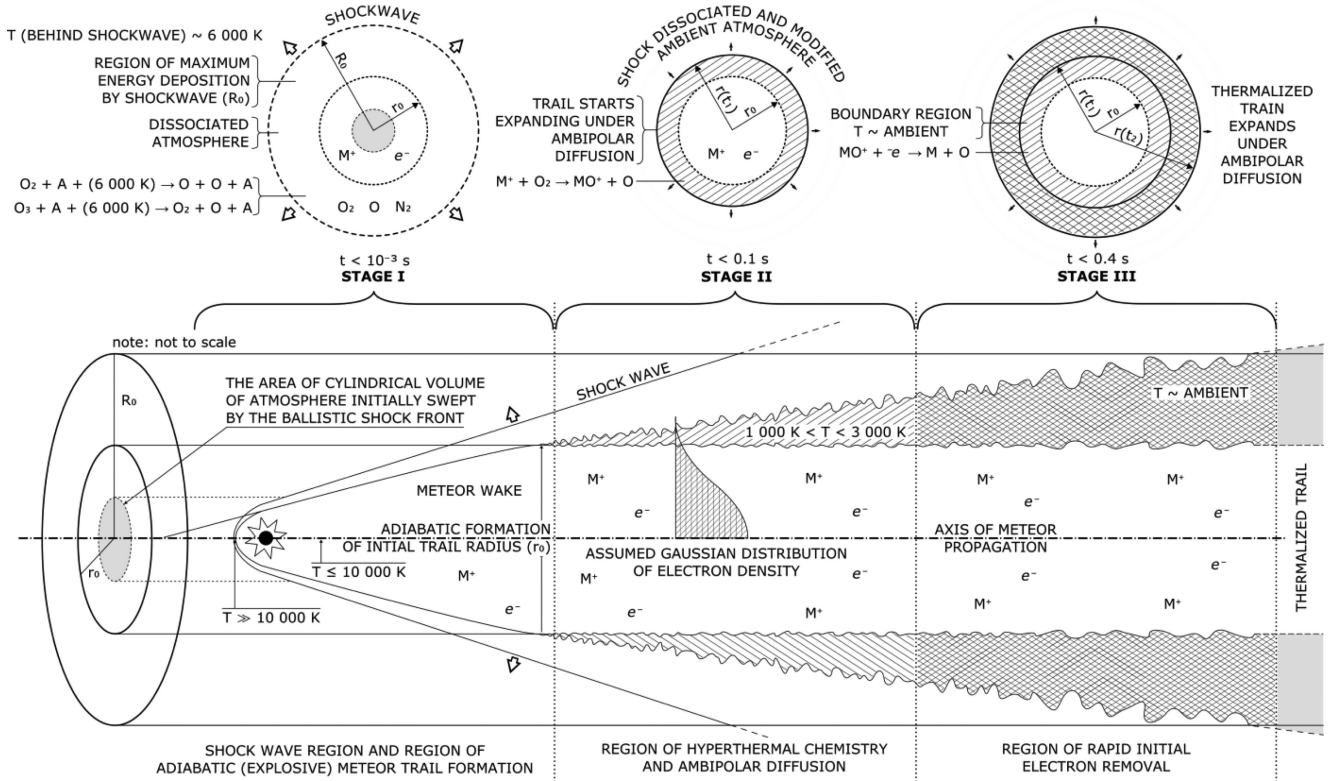 SHOCKWAVE
T (BEHIND SHOCKWAVE) ~ 6 000 K
REGION OF MAXIMUM
ENERGY DEPOSITION
BY SHOCKWAVE (R₀)
DISSOCIATED
ATMOSPHERE
O₂ + A + (6 000 K) → O + O + A
O₃ + A + (6 000 K) → O₂ + O + A
R₀
r₀
M⁺ e⁻
O₂ O N₂
t < 10⁻³ s
STAGE I
SHOCK DISSOCIATED AND MODIFIED
AMBIENT ATMOSPHERE
TRAIL STARTS
EXPANDING UNDER
AMBIPOLAR
DIFFUSION
M⁺ + O₂ → MO⁺ + O
r(t₁)
r₀
M⁺ e⁻
t < 0.1 s
STAGE II
BOUNDARY REGION
T ~ AMBIENT
MO⁺ + ⁻e → M + O
r(t₁)
r₀
r(t₂)
THERMALIZED
TRAIN
EXPANDS
UNDER
AMBIPOLAR
DIFFUSION
t < 0.4 s
STAGE III
note: not to scale
R₀
r₀
THE AREA OF CYLINDRICAL VOLUME
OF ATMOSPHERE INITIALLY SWEPT
BY THE BALLISTIC SHOCK FRONT
SHOCK WAVE
METEOR WAKE
ADIABATIC FORMATION
OF INTIAL TRAIL RADIUS (r₀)
T ≤ 10 000 K
T ≫ 10 000 K
M⁺
e⁻
1 000 K < T < 3 000 K
M⁺ M⁺
e⁻ e⁻
ASSUMED GAUSSIAN DISTRIBUTION
OF ELECTRON DENSITY
M⁺ e⁻
e⁻ M⁺
T ~ AMBIENT
M⁺ M⁺
e⁻ e⁻
AXIS OF METEOR
PROPAGATION
e⁻ e⁻
M⁺ M⁺
THERMALIZED TRAIL
SHOCK WAVE REGION AND REGION OF
ADIABATIC (EXPLOSIVE) METEOR TRAIL FORMATION
REGION OF HYPERTHERMAL CHEMISTRY
AND AMBIPOLAR DIFFUSION
REGION OF RAPID INITIAL
ELECTRON REMOVAL